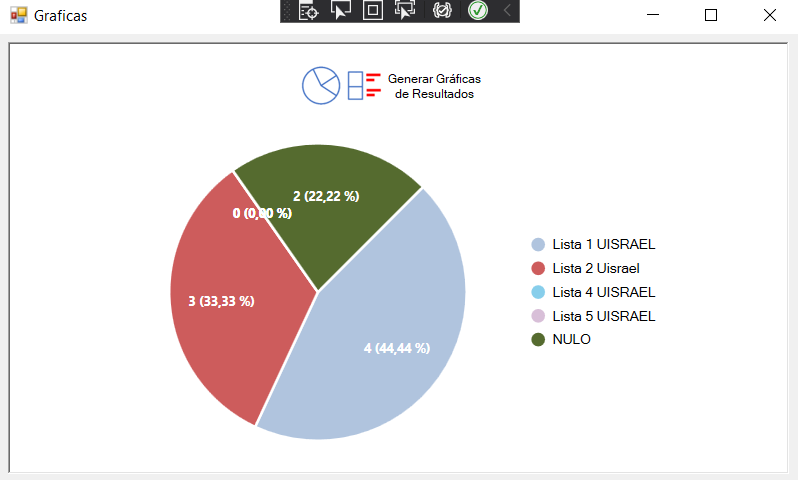 Graficas
Generar Gráficas
de Resultados
2 (22,22 %)
0 (0,00 %)
3 (33,33 %)
4 (44,44 %)
Lista 1 UISRAEL
Lista 2 Uisrael
Lista 4 UISRAEL
Lista 5 UISRAEL
NULO